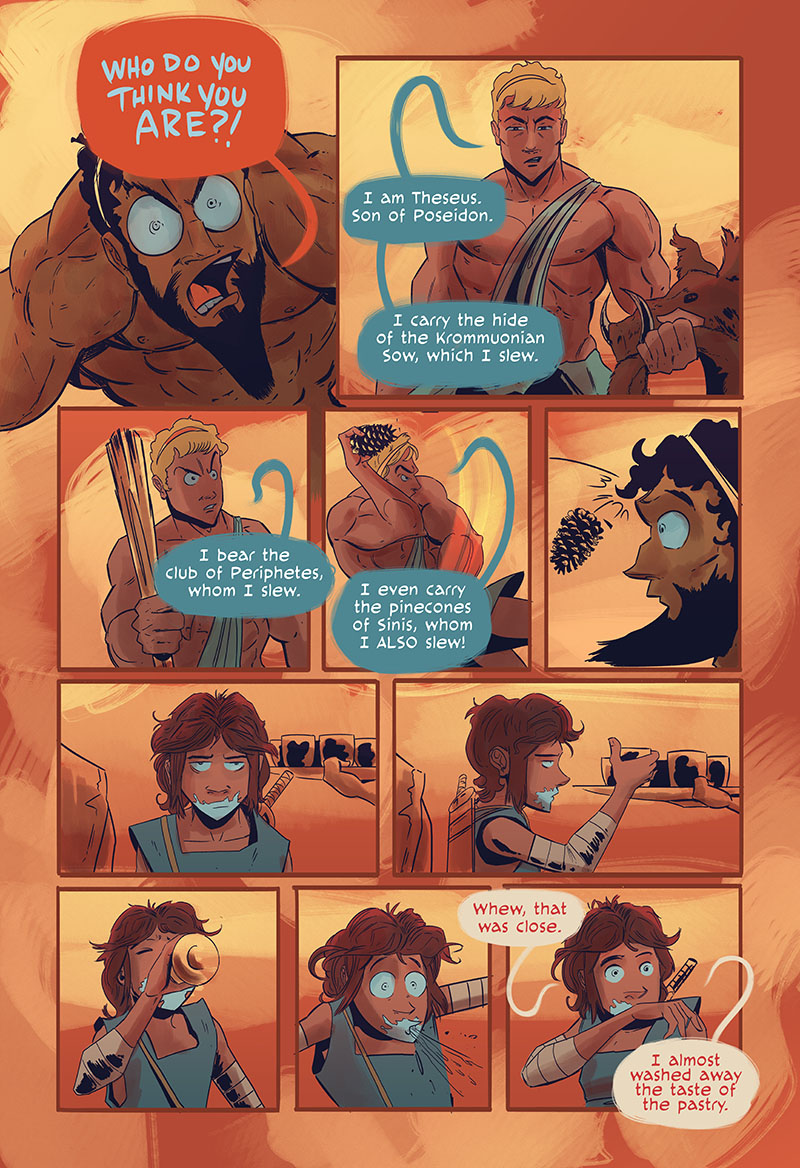 WHO DO YOU
THINK YOU
ARE?!
I am Theseus.
Son of Poseidon.
I carry the hide
of the Krommuonian
Sow, which I slew.
I bear the
club of Periphetes,
whom I slew.
I even carry
the pinecones
of Sinis, whom
I ALSO slew!
Whew, that
was close.
I almost
washed away
the taste of
the pastry.